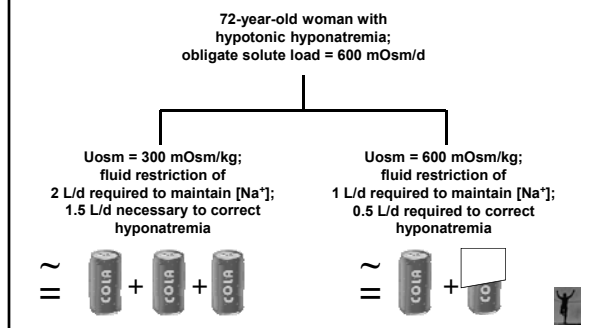 72-year-old woman with
hypotonic hyponatremia;
obligate solute load = 600 mOsm/d
Uosm = 300 mOsm/kg;
fluid restriction of
2 L/d required to maintain [Na⁺];
1.5 L/d necessary to correct
hyponatremia
~
= COLA + COLA + COLA
Uosm = 600 mOsm/kg;
fluid restriction of
1 L/d required to maintain [Na⁺];
0.5 L/d required to correct
hyponatremia
~
= COLA + COLA